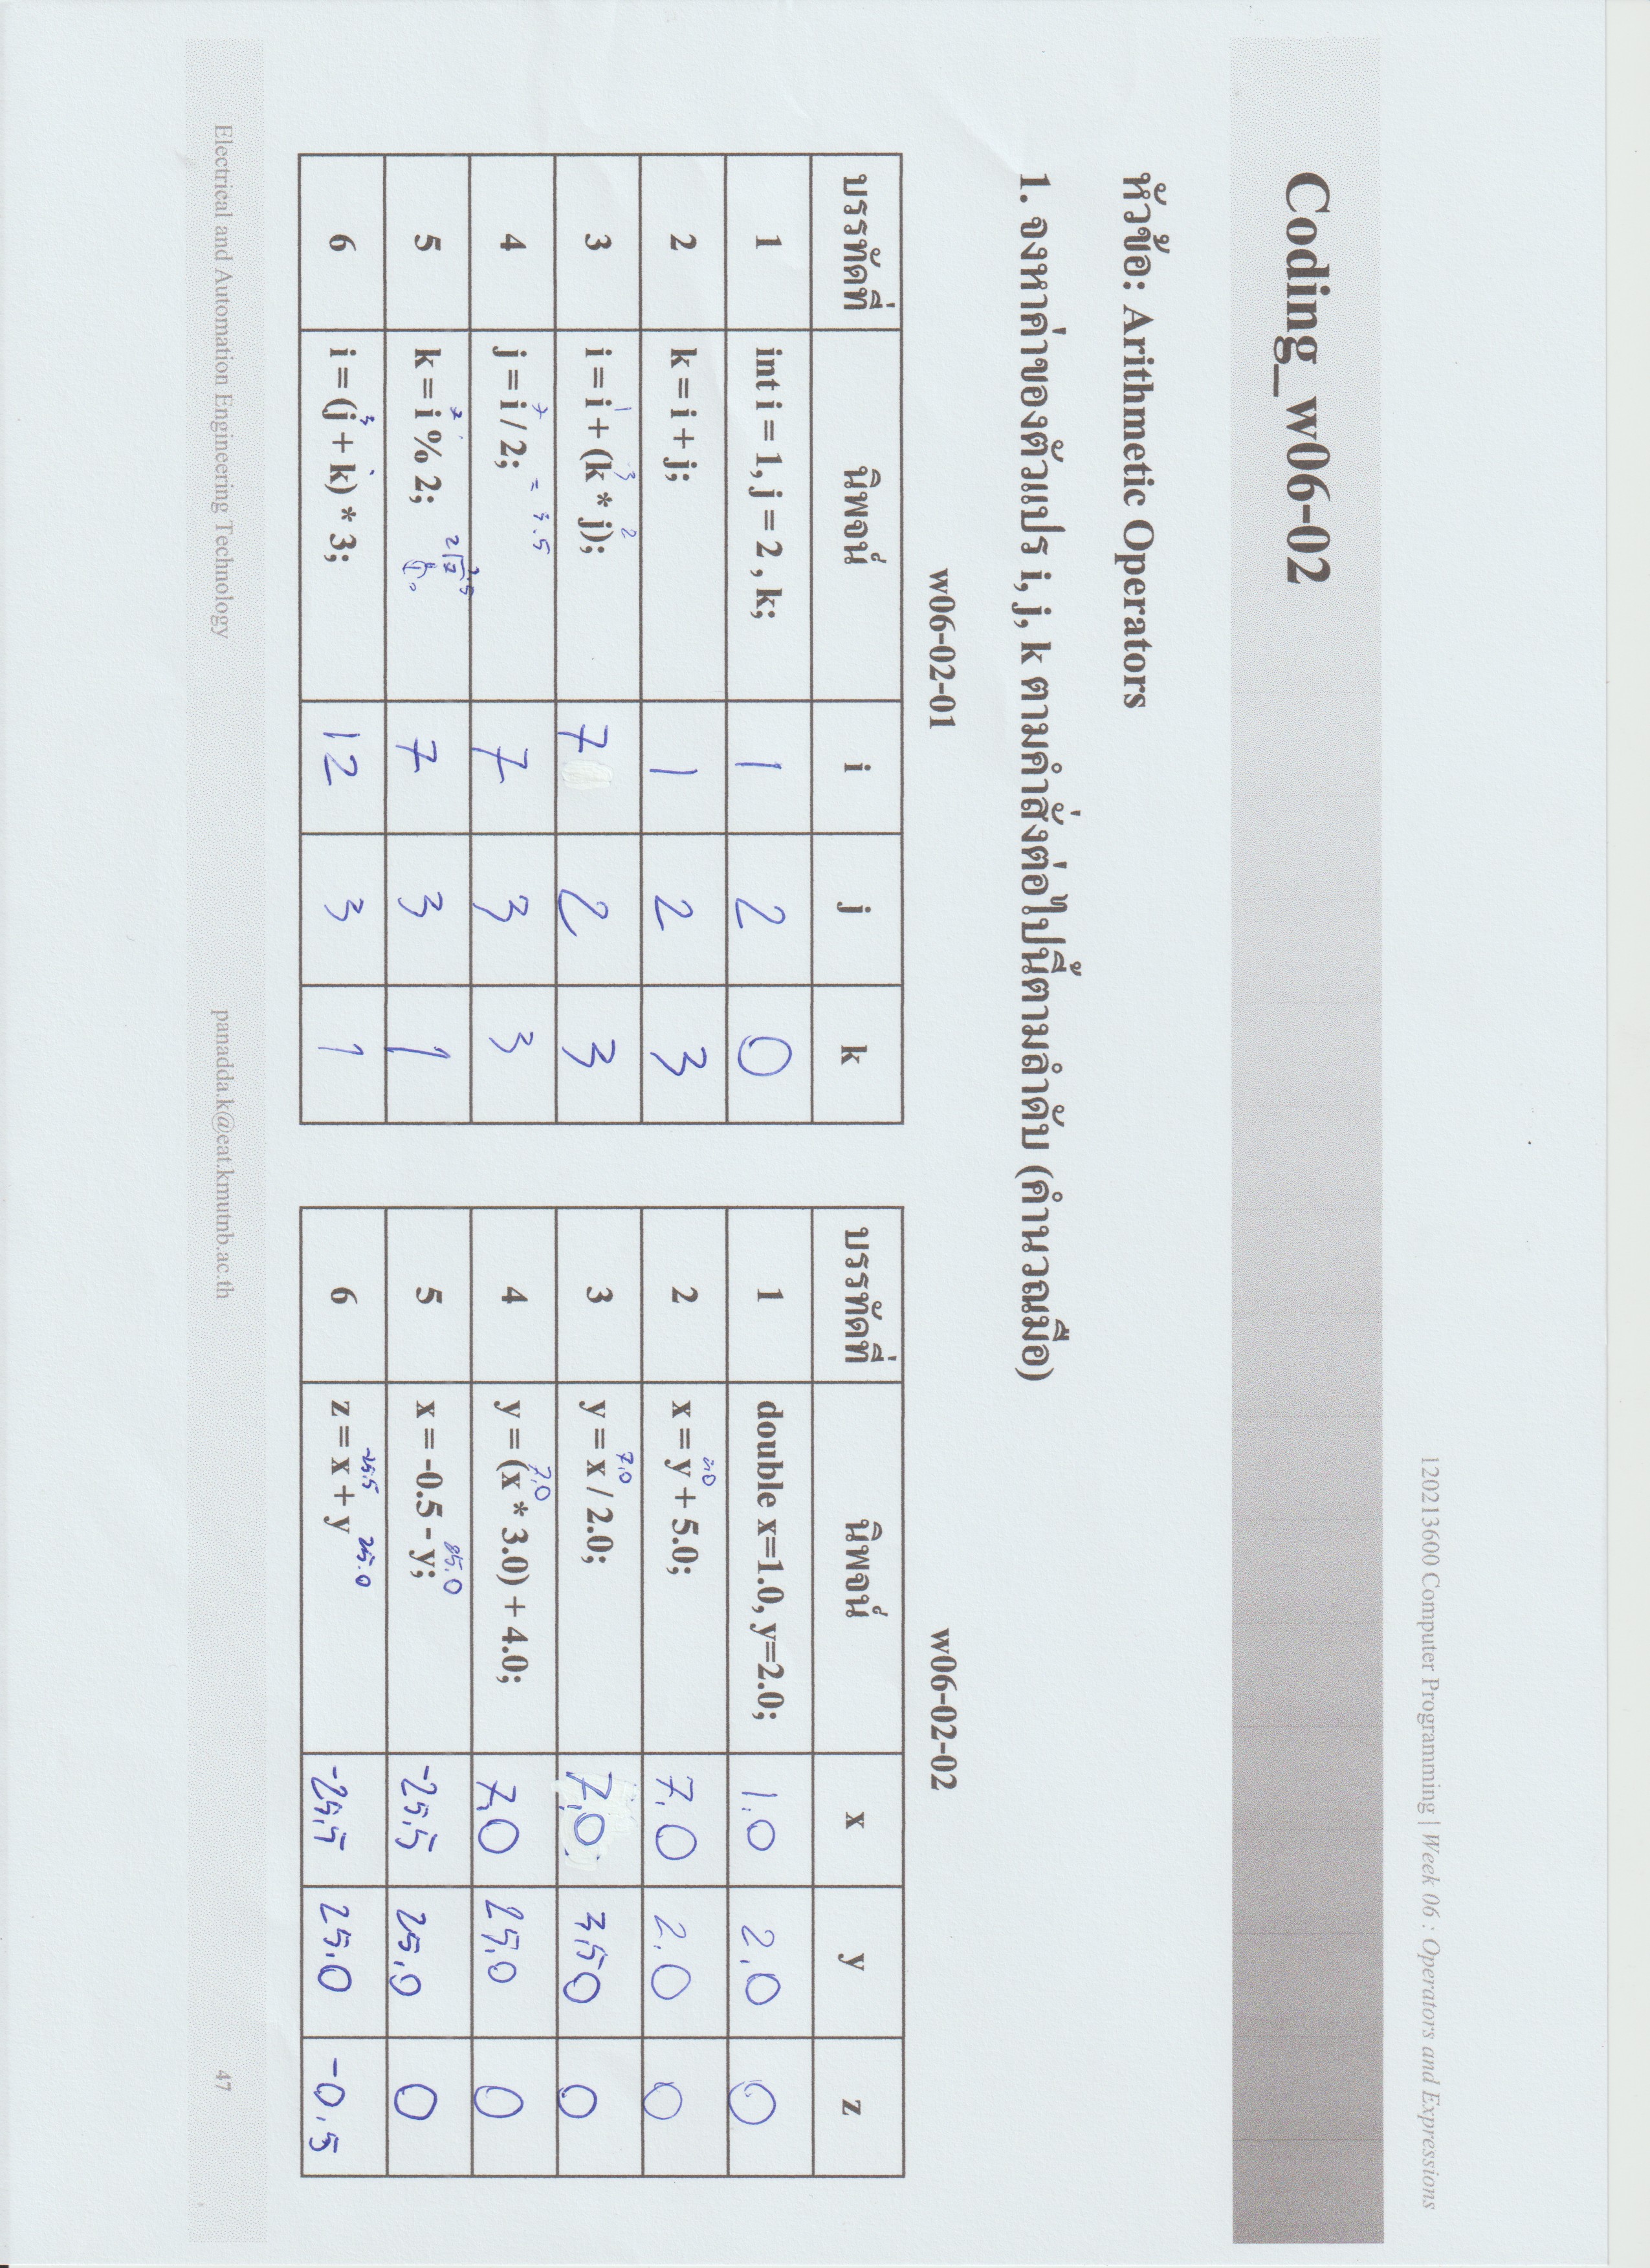 120213600 Computer Programming | Week 06 : Operators and Expressions
Coding_w06-02
หัวข้อ: Arithmetic Operators
1. จงหาค่าของตัวแปร i, j, k ตามคำสั่งต่อไปนี้ตามลำดับ (คำนวณมือ)
w06-02-01
บรรทัดที่ นิพจน์ i j k
1 int i = 1, j = 2 , k; 1 2 0
2 k = i + j; 1 2 3
1 3 2
3 i = i + (k * j); 7 2 3
7 = 3.5
4 j = i / 2; 7 3 3
7
5 k = i % 2; 7 3 1
3
6 i = (j + k) * 3; 12 3 1
w06-02-02
บรรทัดที่ นิพจน์ x y z
1 double x=1.0, y=2.0; 1.0 2.0 0
2.0
2 x = y + 5.0; 7.0 2.0 0
7.0
3 y = x / 2.0; 7.0 3.50 0
7.0
4 y = (x * 3.0) + 4.0; 7.0 25.0 0
25.0
5 x = -0.5 - y; -25.5 25.0 0
-25.5 25.0
6 z = x + y -25.5 25.0 -0.5
Electrical and Automation Engineering Technology panadda.k@eat.kmutnb.ac.th 47